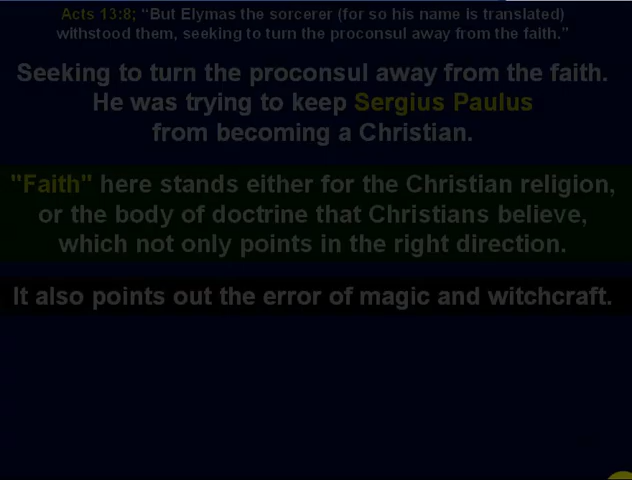 Acts 13:8; “But Elymas the sorcerer (for so his name is translated)
withstood them, seeking to turn the proconsul away from the faith.”
Seeking to turn the proconsul away from the faith.
He was trying to keep Sergius Paulus
from becoming a Christian.
"Faith" here stands either for the Christian religion,
or the body of doctrine that Christians believe,
which not only points in the right direction.
It also points out the error of magic and witchcraft.